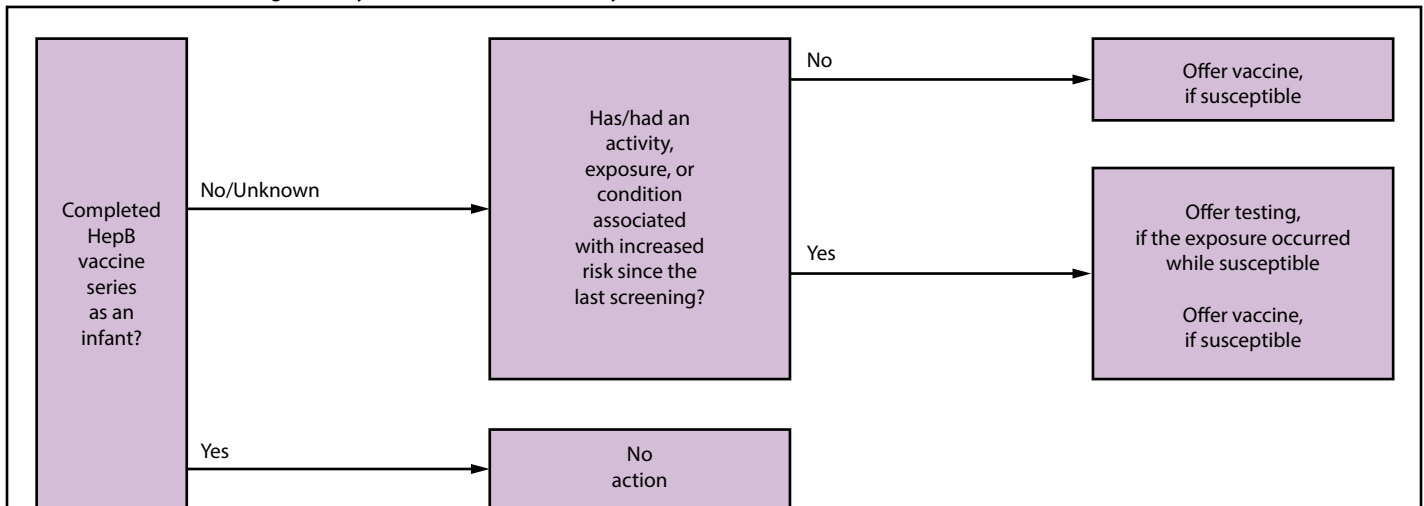 Completed
HepB
vaccine
series
as an
infant?
No/Unknown
Has/had an
activity,
exposure, or
condition
associated
with increased
risk since the
last screening?
No
Offer vaccine,
if susceptible
Yes
Offer testing,
if the exposure occurred
while susceptible
Offer vaccine,
if susceptible
Yes
No
action